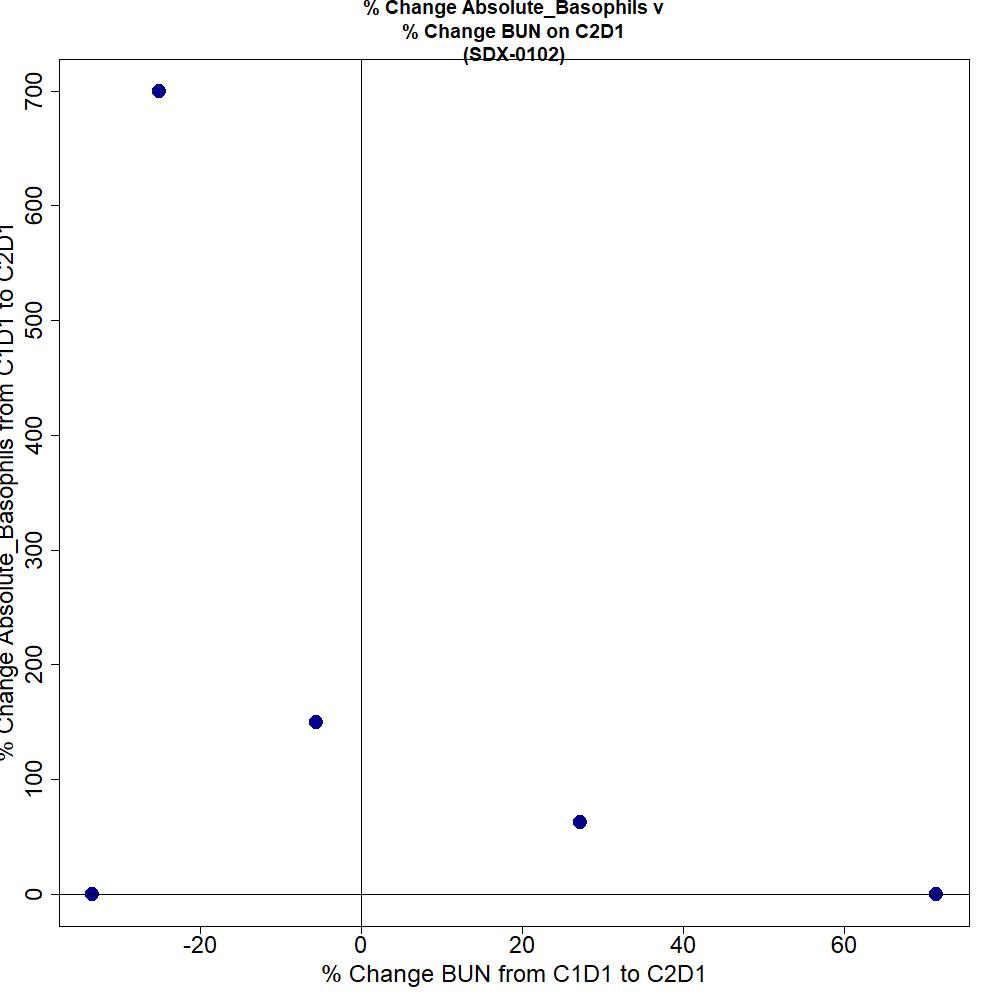 % Change Absolute_Basophils v
% Change BUN on C2D1
(SDX-0102)
% Change Absolute_Basophils from C1D1 to C2D1
700
600
500
400
300
200
100
0
-20
0
20
40
60
% Change BUN from C1D1 to C2D1